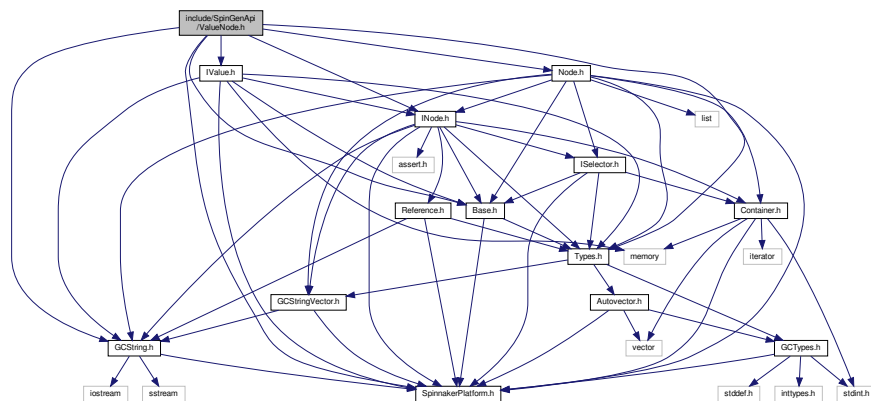 include/SpinGenApi
/ValueNode.h
IValue.h
Node.h
INode.h
list
assert.h
ISelector.h
Reference.h
Base.h
Container.h
Types.h
memory
iterator
GCStringVector.h
Autovector.h
GCString.h
vector
GCTypes.h
iostream
sstream
SpinnakerPlatform.h
stddef.h
inttypes.h
stdint.h